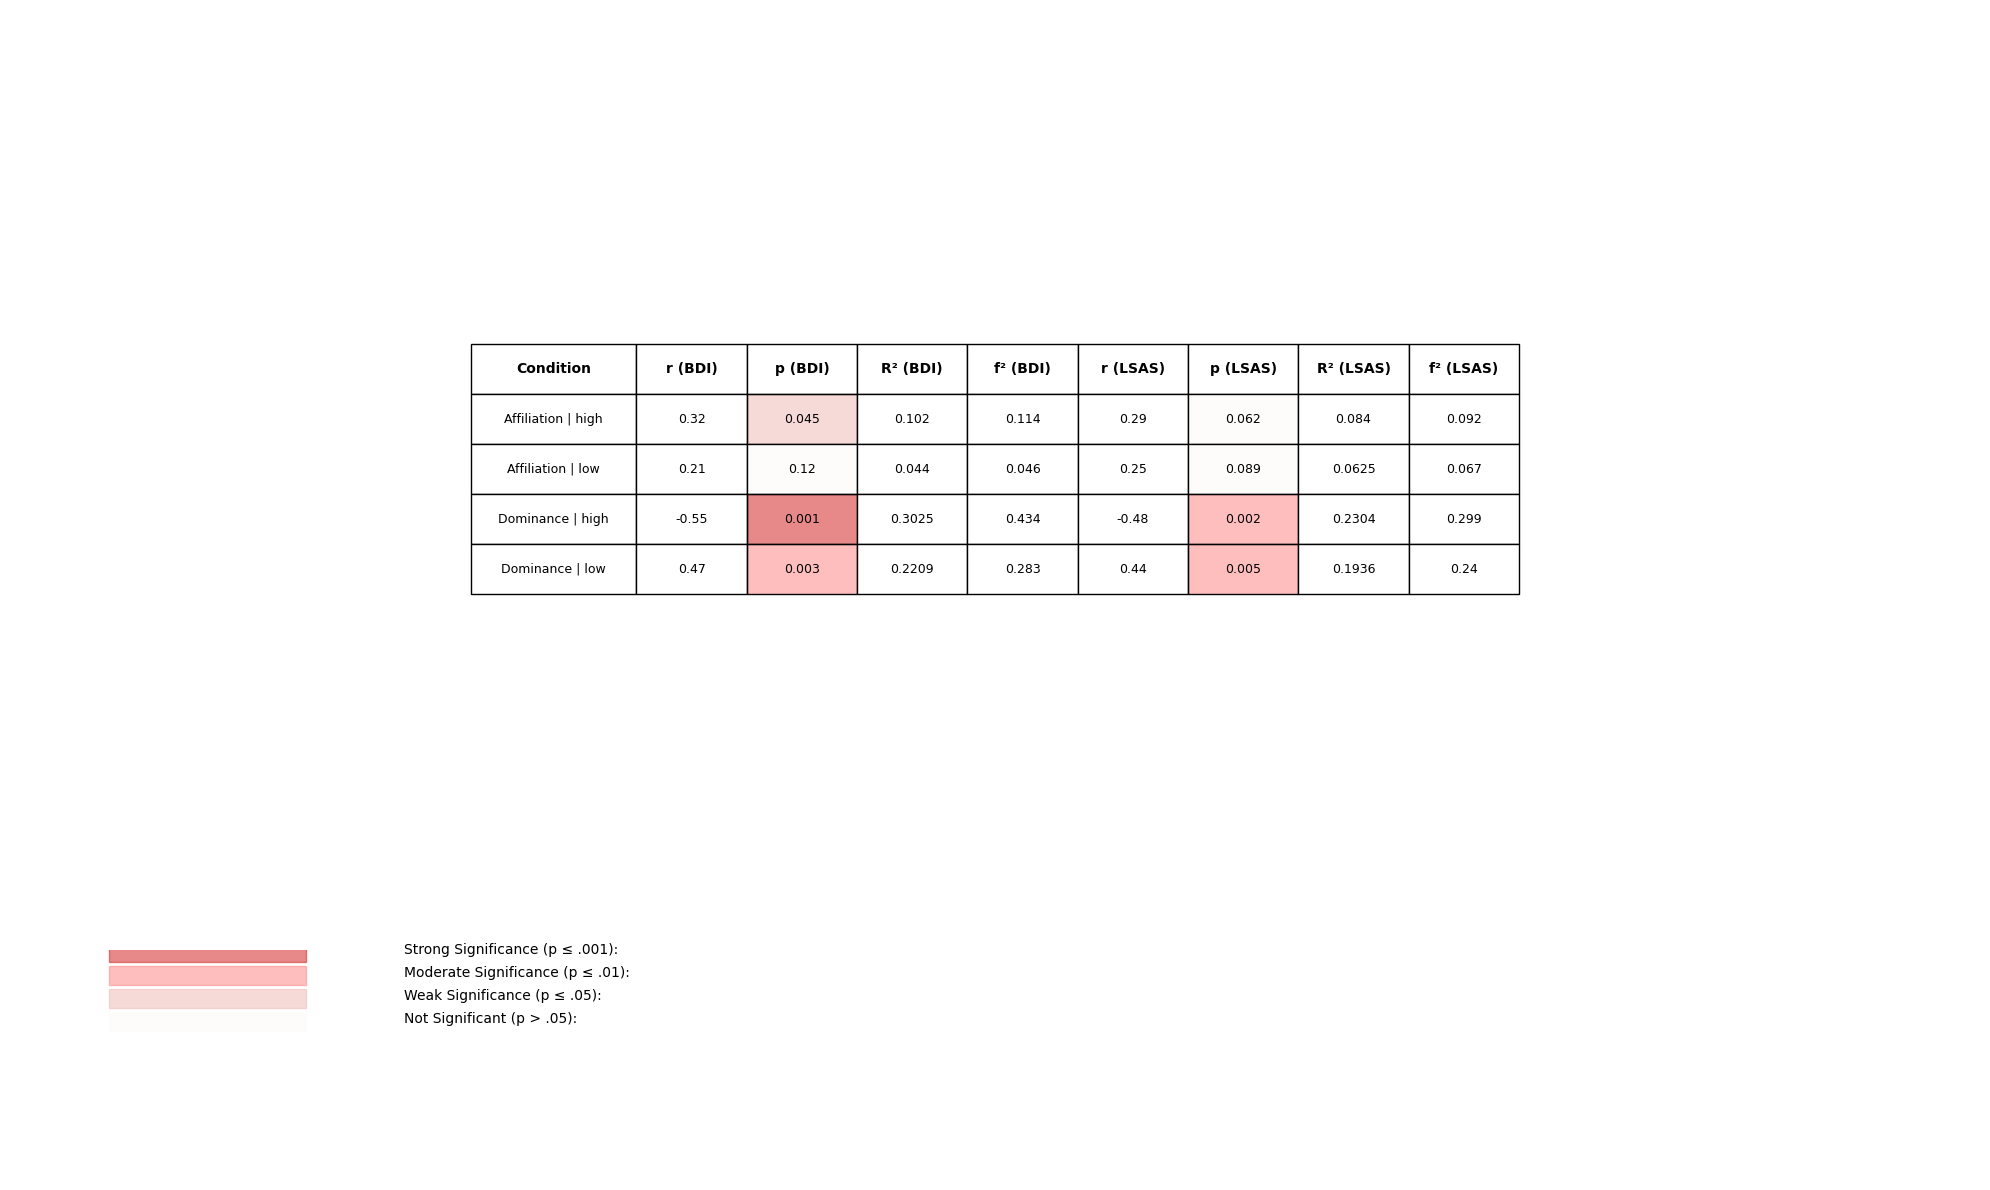 Condition r (BDI) p (BDI) R² (BDI) f² (BDI) r (LSAS) p (LSAS) R² (LSAS) f² (LSAS)
Affiliation | high 0.32 0.045 0.102 0.114 0.29 0.062 0.084 0.092
Affiliation | low 0.21 0.12 0.044 0.046 0.25 0.089 0.0625 0.067
Dominance | high -0.55 0.001 0.3025 0.434 -0.48 0.002 0.2304 0.299
Dominance | low 0.47 0.003 0.2209 0.283 0.44 0.005 0.1936 0.24
Strong Significance (p ≤ .001):
Moderate Significance (p ≤ .01):
Weak Significance (p ≤ .05):
Not Significant (p > .05):